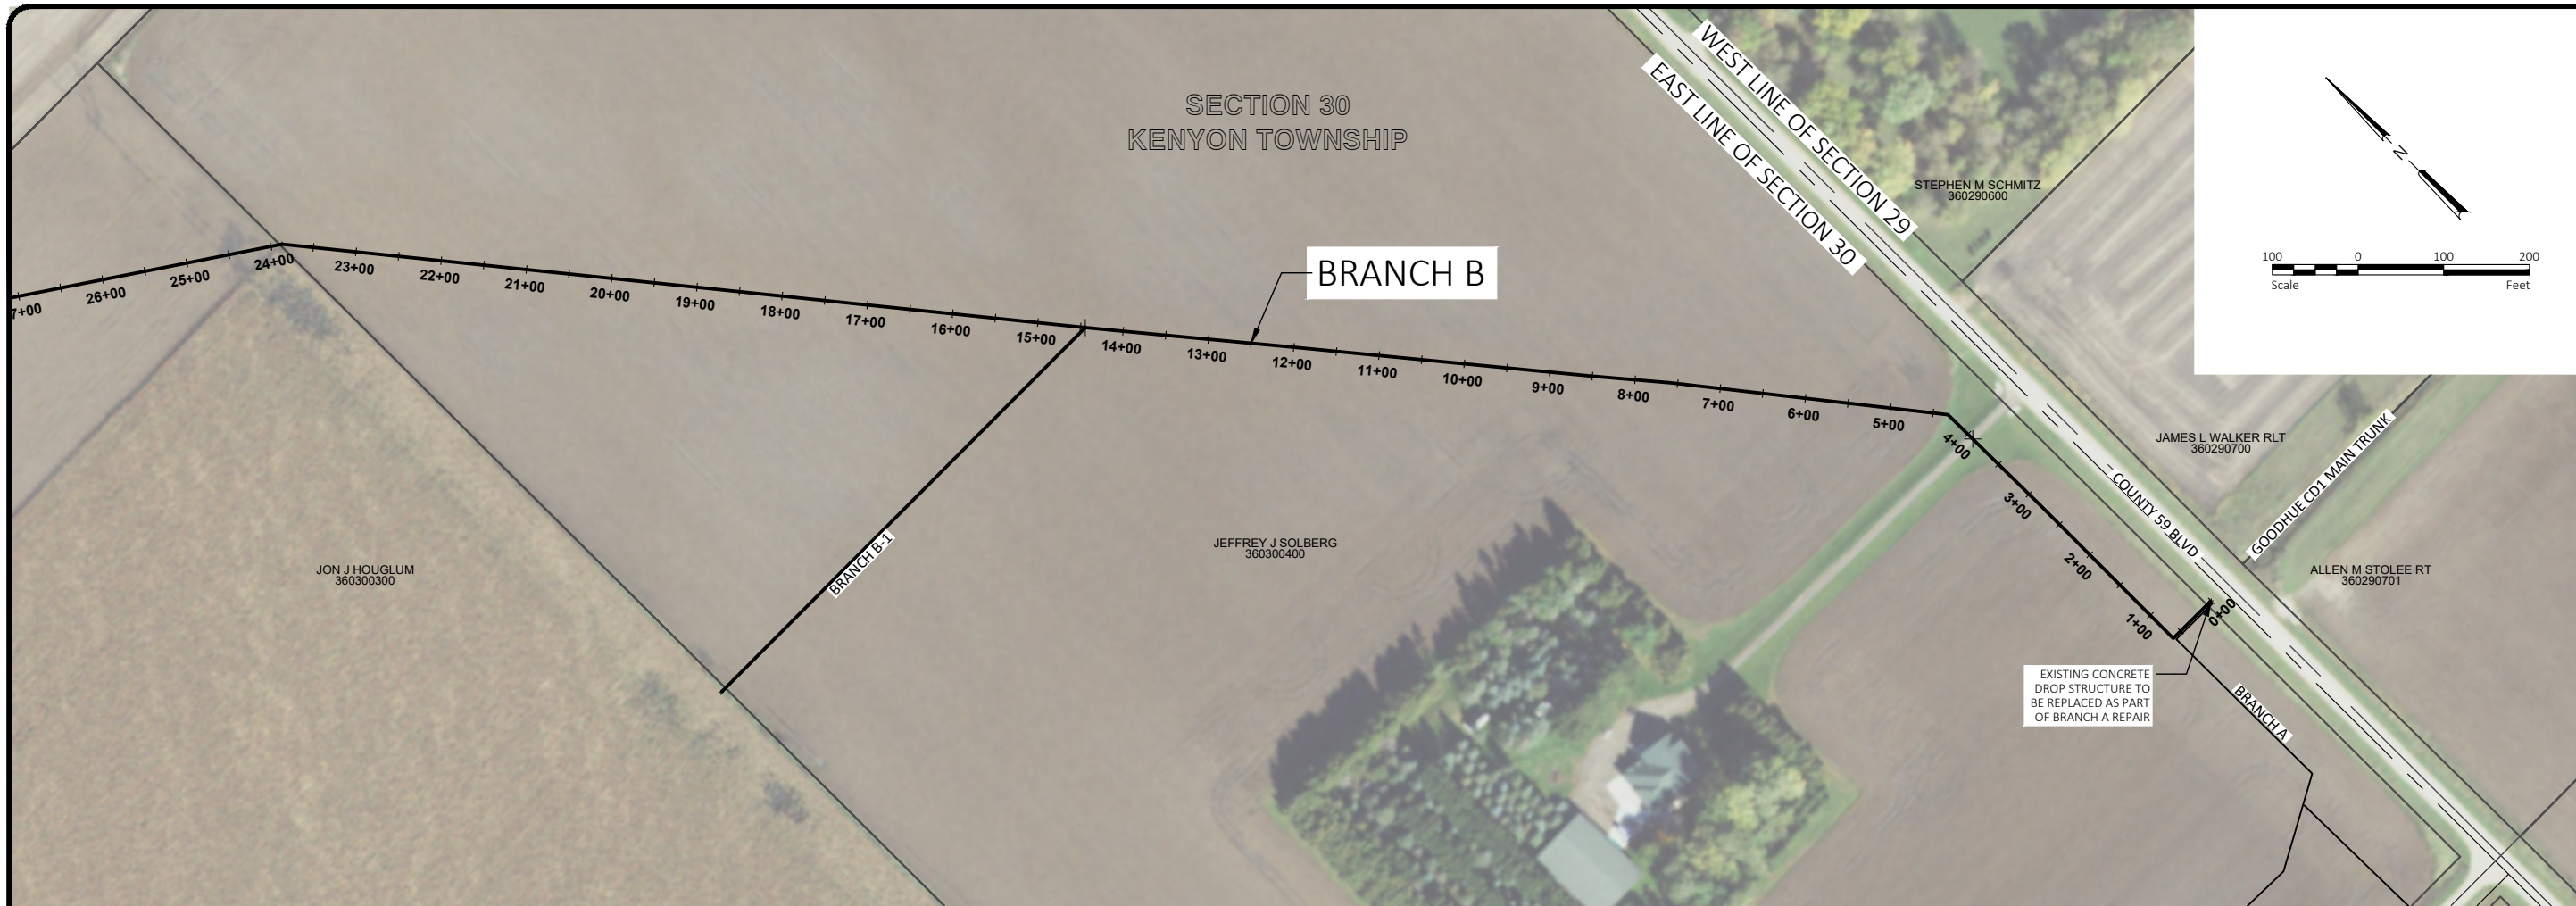 SECTION 30
KENYON TOWNSHIP
WEST LINE OF SECTION 29
EAST LINE OF SECTION 30
STEPHEN M SCHMITZ
360290600
N
100 0 100 200
Scale Feet
BRANCH B
7+00
26+00
25+00
24+00
23+00
22+00
21+00
20+00
19+00
18+00
17+00
16+00
15+00
14+00
13+00
12+00
11+00
10+00
9+00
8+00
7+00
6+00
5+00
4+00
3+00
2+00
1+00
0+00
JAMES L WALKER RLT
360290700
GOODHUE CD1 MAIN TRUNK
COUNTY 59 BLVD
ALLEN M STOLEE RT
360290701
JEFFREY J SOLBERG
360300400
BRANCH B-1
JON J HOUGLUM
360300300
EXISTING CONCRETE
DROP STRUCTURE TO
BE REPLACED AS PART
OF BRANCH A REPAIR
BRANCH A